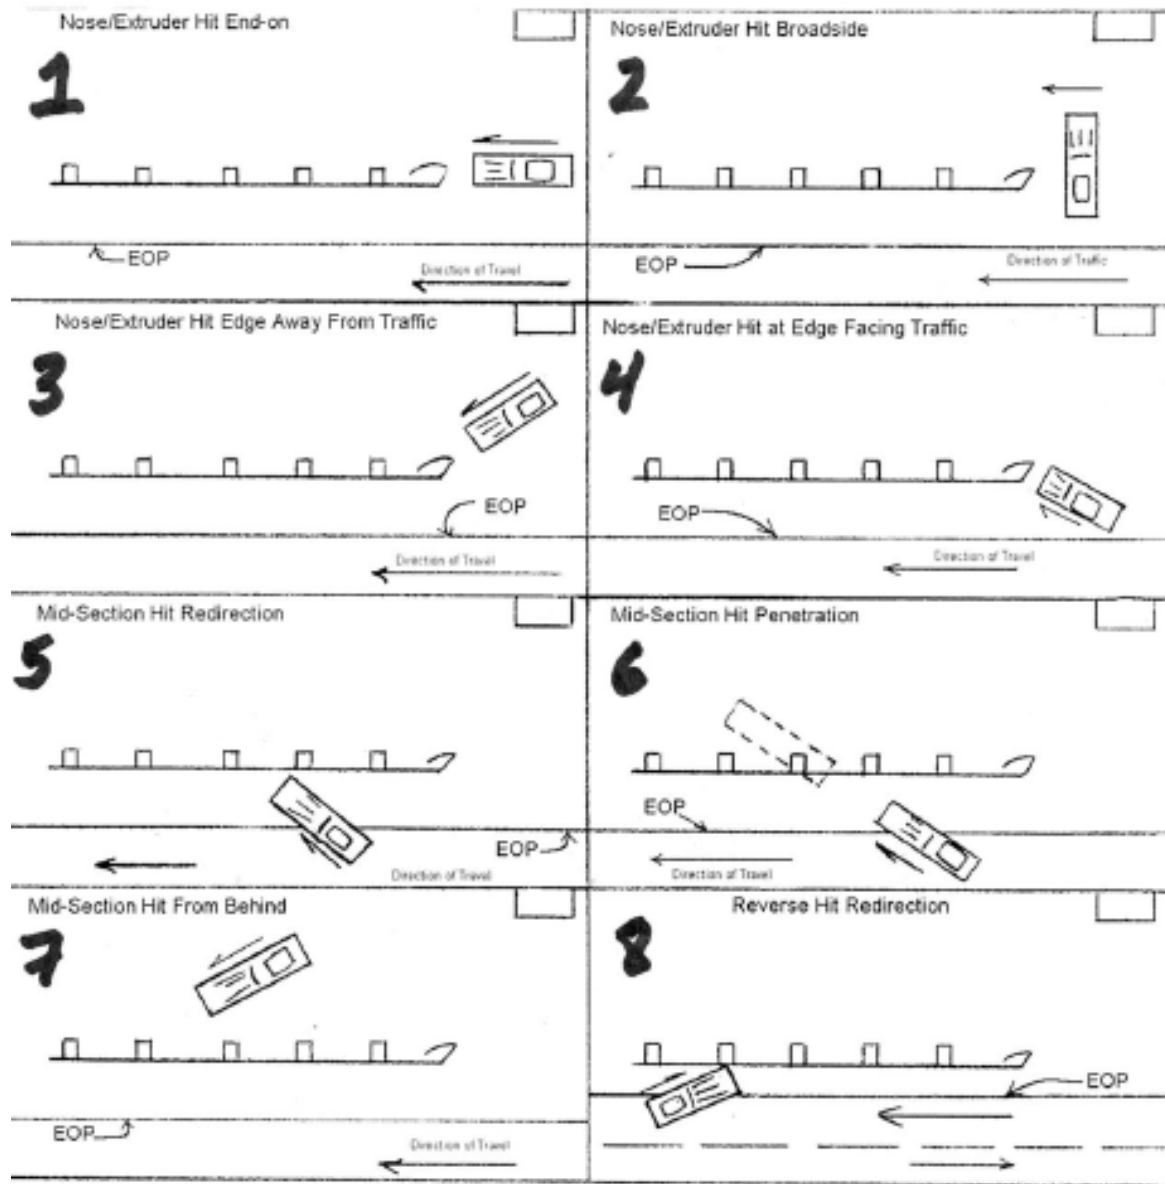 Nose/Extruder Hit End-on
1
EOP
Direction of Travel
Nose/Extruder Hit Broadside
2
EOP
Direction of Traffic
Nose/Extruder Hit Edge Away From Traffic
3
EOP
Direction of Travel
Nose/Extruder Hit at Edge Facing Traffic
4
EOP
Direction of Travel
Mid-Section Hit Redirection
5
EOP
Direction of Travel
Mid-Section Hit Penetration
6
EOP
Direction of Travel
Mid-Section Hit From Behind
7
EOP
Direction of Travel
Reverse Hit Redirection
8
EOP